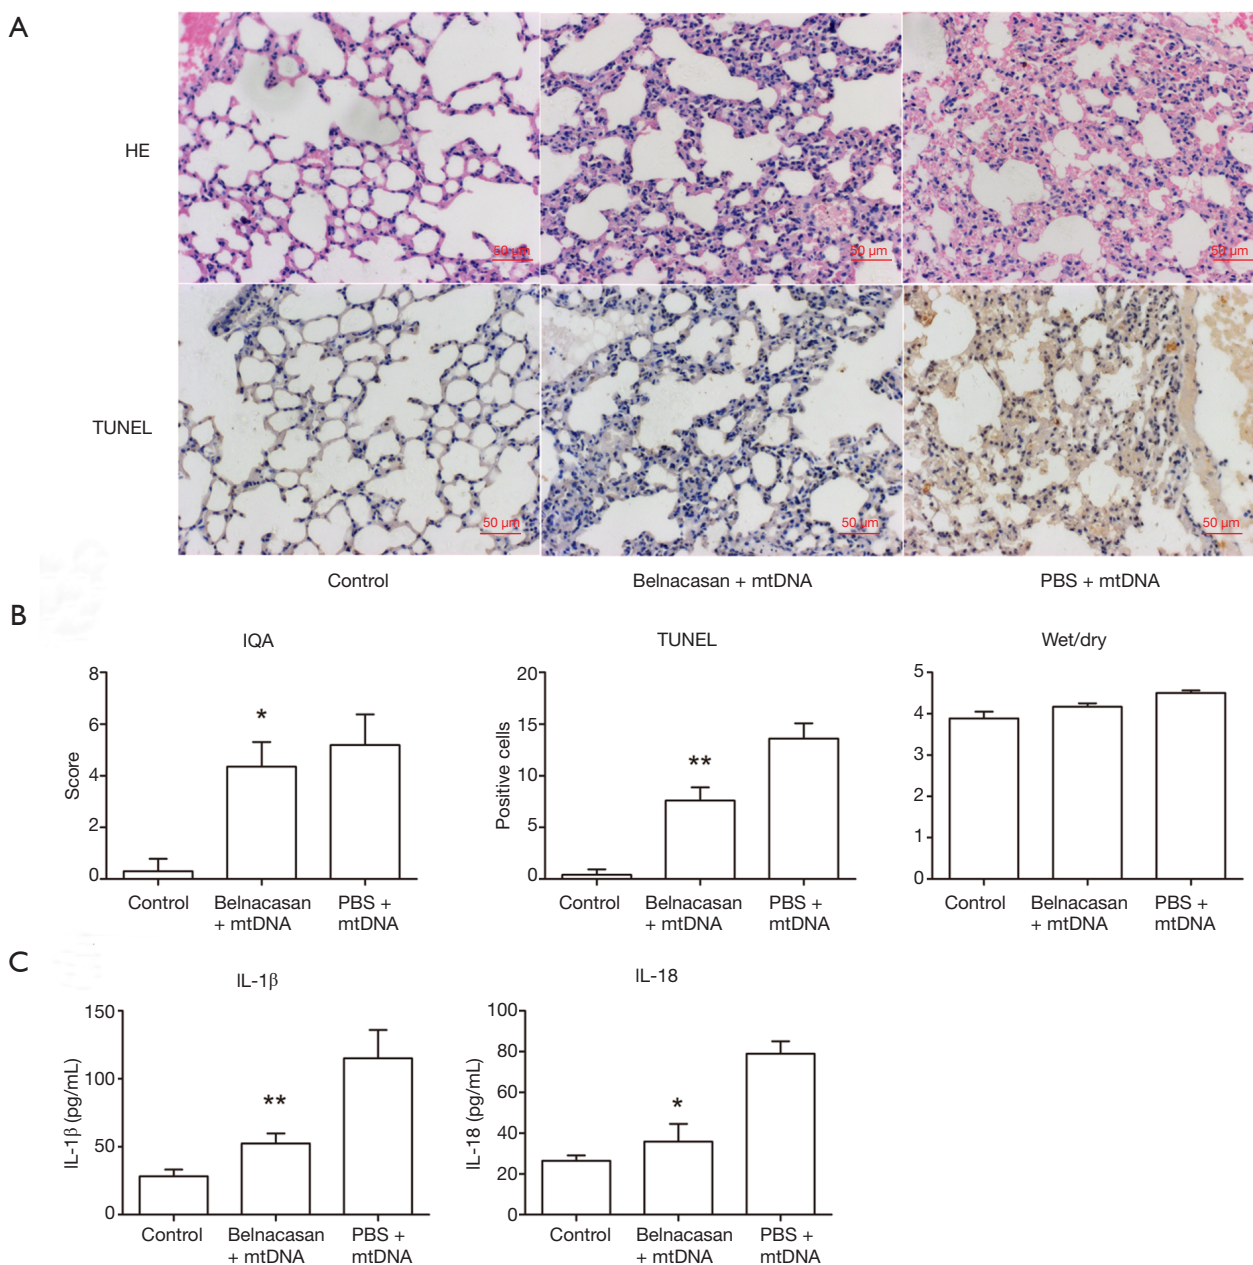 A
HE
50 µm
50 µm
50 µm
TUNEL
50 µm
50 µm
50 µm
Control
Belnacasan + mtDNA
PBS + mtDNA
B
IQA
Score
8
6
4
2
0
*
Control
Belnacasan
+ mtDNA
PBS +
mtDNA
TUNEL
Positive cells
20
15
10
5
0
**
Control
Belnacasan
+ mtDNA
PBS +
mtDNA
Wet/dry
5
4
3
2
1
0
Control
Belnacasan
+ mtDNA
PBS +
mtDNA
C
IL-1β
IL-1β (pg/mL)
150
100
50
0
**
Control
Belnacasan
+ mtDNA
PBS +
mtDNA
IL-18
IL-18 (pg/mL)
100
80
60
40
20
0
*
Control
Belnacasan
+ mtDNA
PBS +
mtDNA